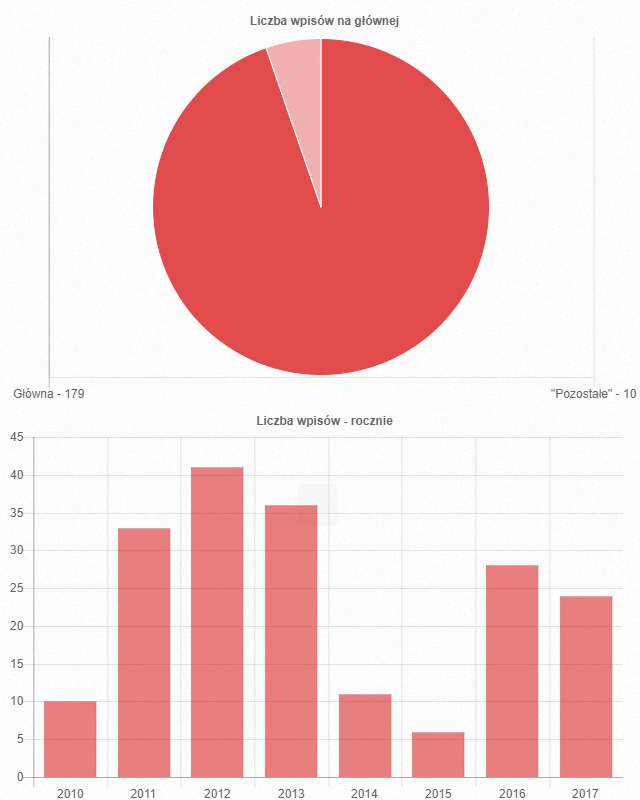 Liczba wpisów na głównej
Główna - 179
"Pozostałe" - 10
Liczba wpisów - rocznie
45
40
35
30
25
20
15
10
5
0
2010 2011 2012 2013 2014 2015 2016 2017